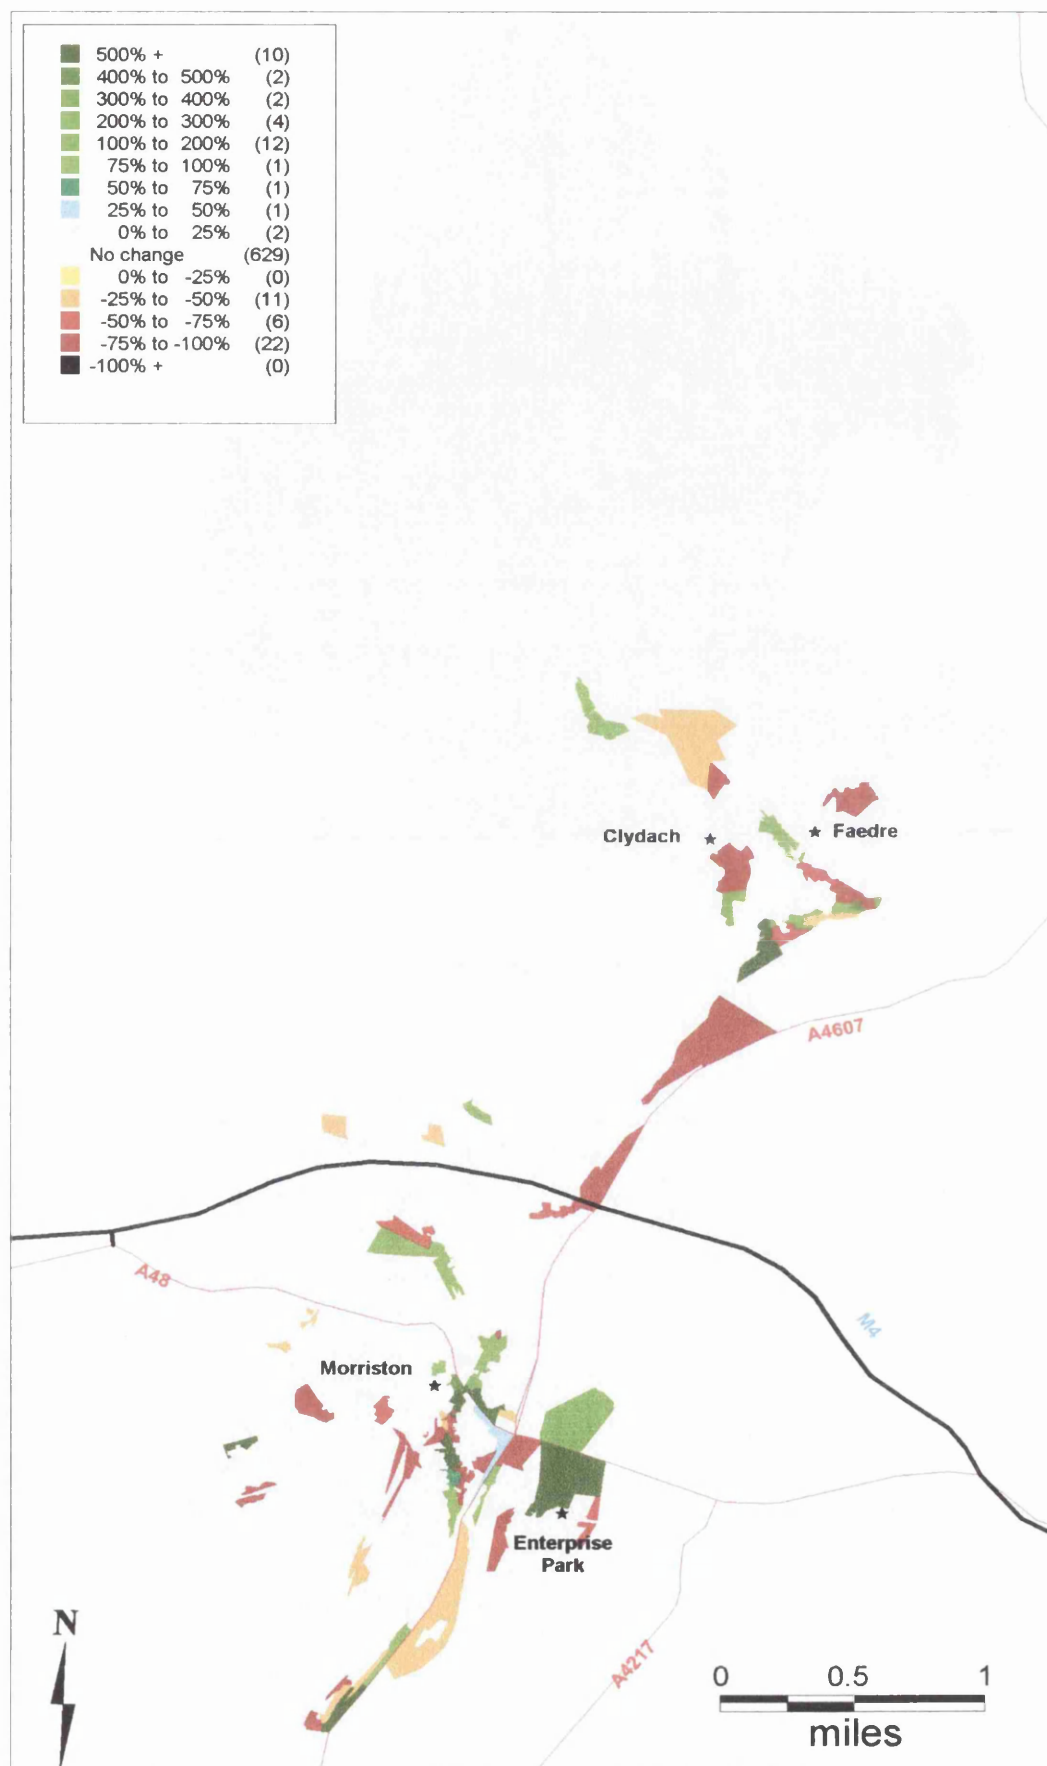 500% + (10)
400% to 500% (2)
300% to 400% (2)
200% to 300% (4)
100% to 200% (12)
75% to 100% (1)
50% to 75% (1)
25% to 50% (1)
0% to 25% (2)
No change (629)
0% to -25% (0)
-25% to -50% (11)
-50% to -75% (6)
-75% to -100% (22)
-100% + (0)
Clydach
Faedre
A4607
A48
M4
Morriston
Enterprise
Park
N
A4217
0 0.5 1
miles